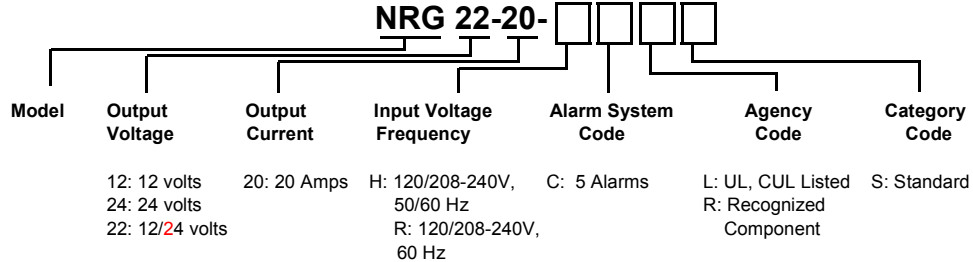 NRG 22-20-
Model
Output
Voltage
Output
Current
Input Voltage
Frequency
Alarm System
Code
Agency
Code
Category
Code
12: 12 volts
24: 24 volts
22: 12/24 volts
20: 20 Amps
H: 120/208-240V,
50/60 Hz
R: 120/208-240V,
60 Hz
C: 5 Alarms
L: UL, CUL Listed
R: Recognized
Component
S: Standard